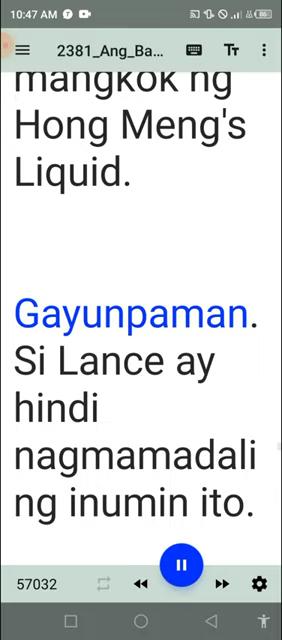 10:47 AM
2381_Ang_Ba...
mangkok ng
Hong Meng's
Liquid.
Gayunpaman.
Si Lance ay
hindi
nagmamadali
ng inumin ito.
57032